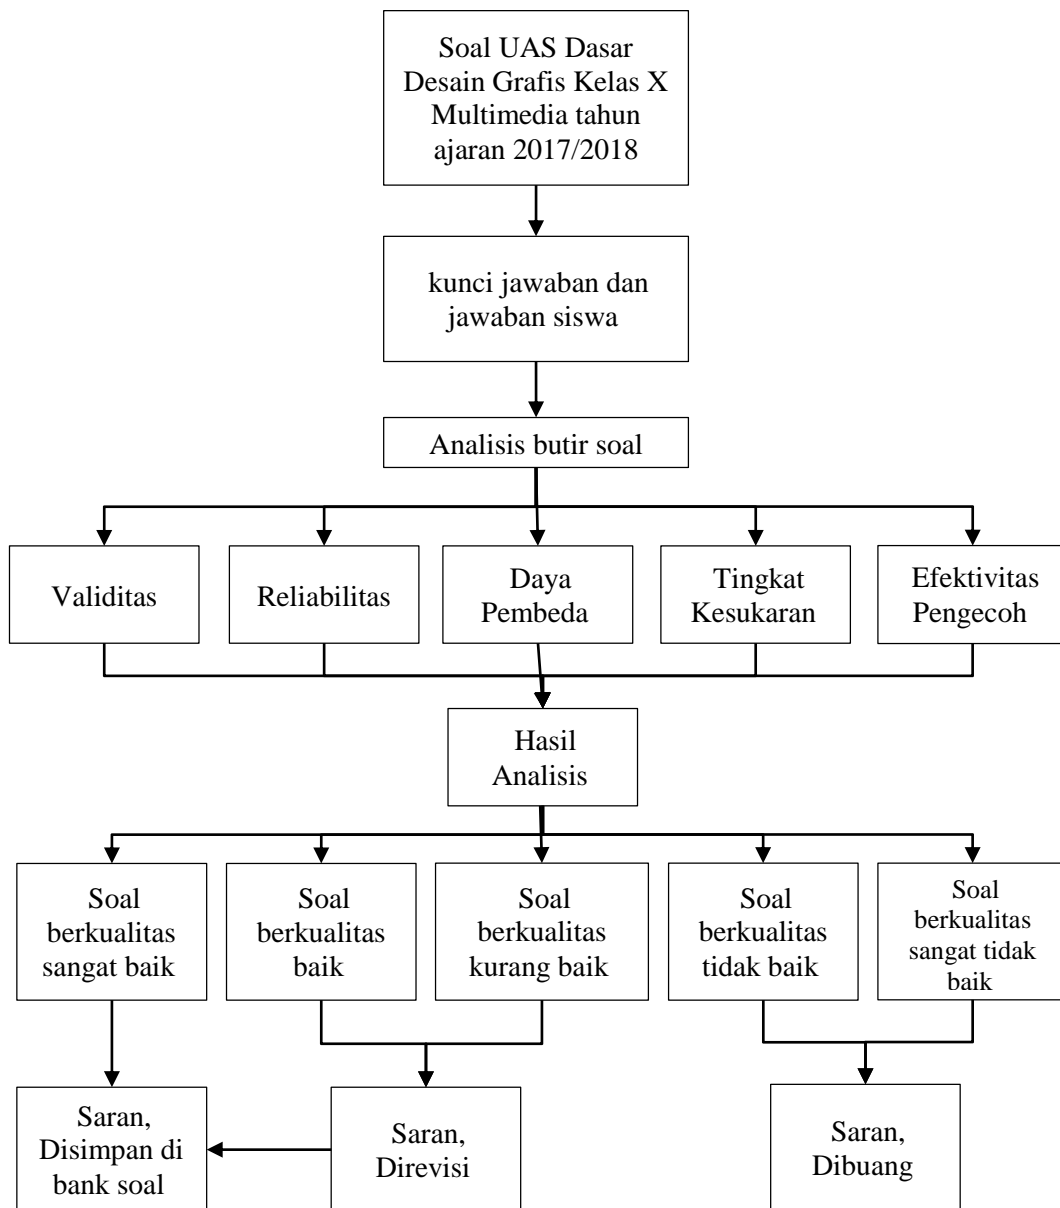 Soal UAS Dasar
Desain Grafis Kelas X
Multimedia tahun
ajaran 2017/2018
kunci jawaban dan
jawaban siswa
Analisis butir soal
Validitas
Reliabilitas
Daya
Pembeda
Tingkat
Kesukaran
Efektivitas
Pengecoh
Hasil
Analisis
Soal
berkualitas
sangat baik
Soal
berkualitas
baik
Soal
berkualitas
kurang baik
Soal
berkualitas
tidak baik
Soal
berkualitas
sangat tidak
baik
Saran,
Disimpan di
bank soal
Saran,
Direvisi
Saran,
Dibuang